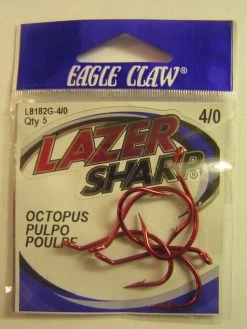 EAGLE CLAW®
L8182G-4/0
Qty 5
4/0
LAZER
SHARP®
OCTOPUS
PULPO
POULPE